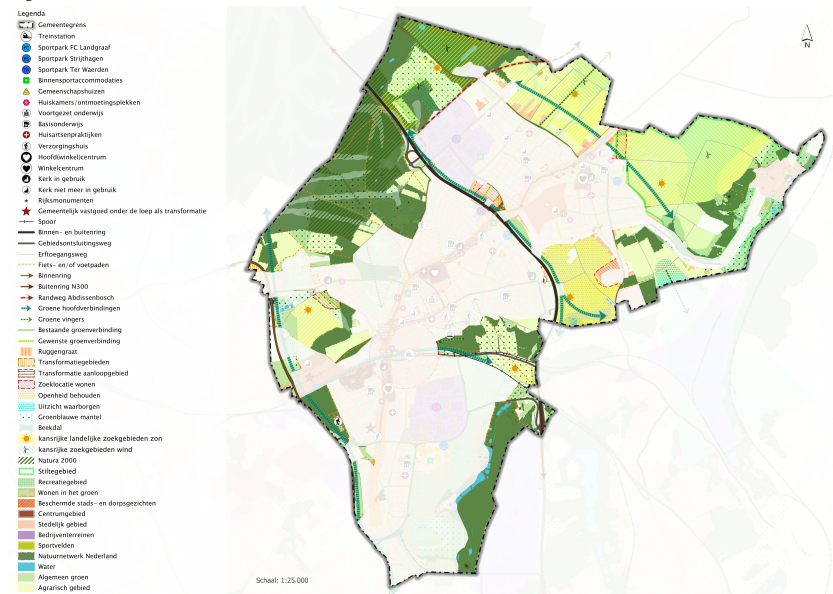 Legenda
Gemeentegrens
Treinstation
Sportpark FC Landgraaf
Sportpark Strijthagen
Sportpark Ter Waerden
Binnensportaccommodaties
Gemeenschapshuizen
Huiskamers/ontmoetingsplekken
Voortgezet onderwijs
Basisonderwijs
Huisartsenpraktijken
Verzorgingshuis
Hoofd(winkel)centrum
Winkelcentrum
Kerk in gebruik
Kerk niet meer in gebruik
Rijksmonumenten
Gemeentelijk vastgoed onder de loep als transformatie
Spoor
Binnen- en buitenring
Gebiedsontsluitingsweg
Erftoegangsweg
Fiets- en/of voetpaden
Binnenring
Buitenring N300
Randweg Abdissenbosch
Groene hoofdverbindingen
Groene vingers
Bestaande groenverbinding
Gewenste groenverbinding
Ruggengraat
Transformatiegebieden
Transformatie aanloopgebied
Zoeklocatie wonen
Openheid behouden
Uitzicht waarborgen
Groenblauwe mantel
Beekdal
kansrijke landelijke zoekgebieden zon
kansrijke zoekgebieden wind
Natura 2000
Stiltegebied
Recreatiegebied
Wonen in het groen
Beschermde stads- en dorpsgezichten
Centrumgebied
Stedelijk gebied
Bedrijventerreinen
Sportvelden
Natuurnetwerk Nederland
Water
Algemeen groen
Agrarisch gebied
Schaal: 1:25.000
N